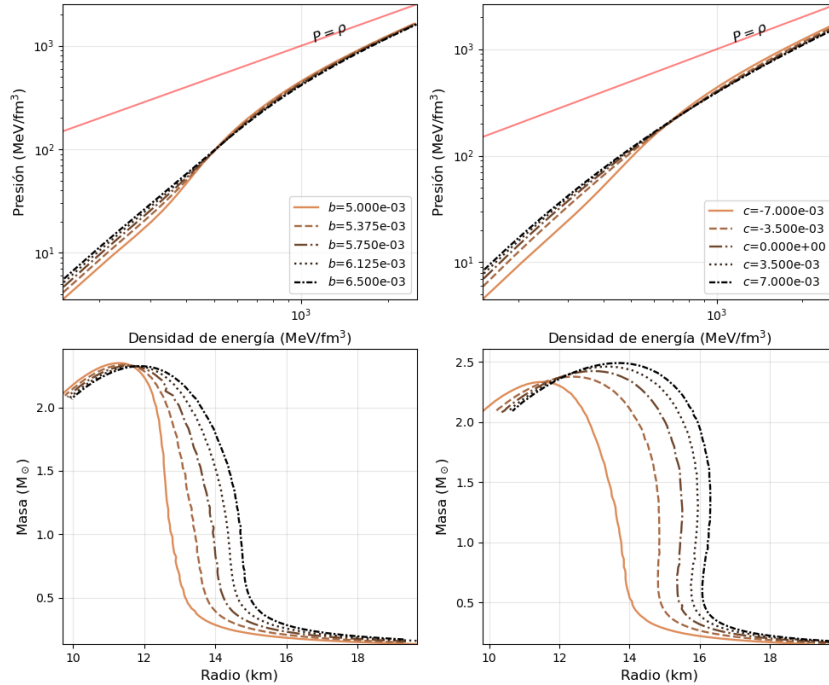 10³
10²
10¹
Presión (MeV/fm³)
P = ρ
b=5.000e-03
b=5.375e-03
b=5.750e-03
b=6.125e-03
b=6.500e-03
10³
Densidad de energía (MeV/fm³)
10³
10²
10¹
Presión (MeV/fm³)
P = ρ
c=-7.000e-03
c=-3.500e-03
c=0.000e+00
c=3.500e-03
c=7.000e-03
10³
Densidad de energía (MeV/fm³)
2.0
1.5
1.0
0.5
Masa (M⊙)
10 12 14 16 18
Radio (km)
2.5
2.0
1.5
1.0
0.5
Masa (M⊙)
10 12 14 16 18
Radio (km)